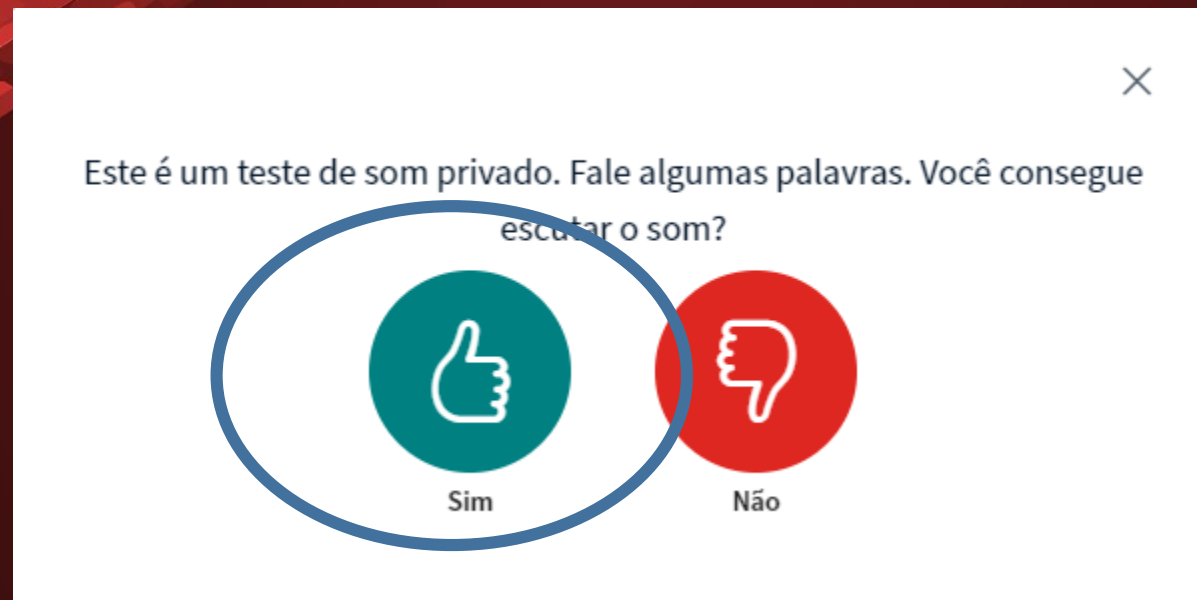 Este é um teste de som privado. Fale algumas palavras. Você consegue
escutar o som?
Sim
Não